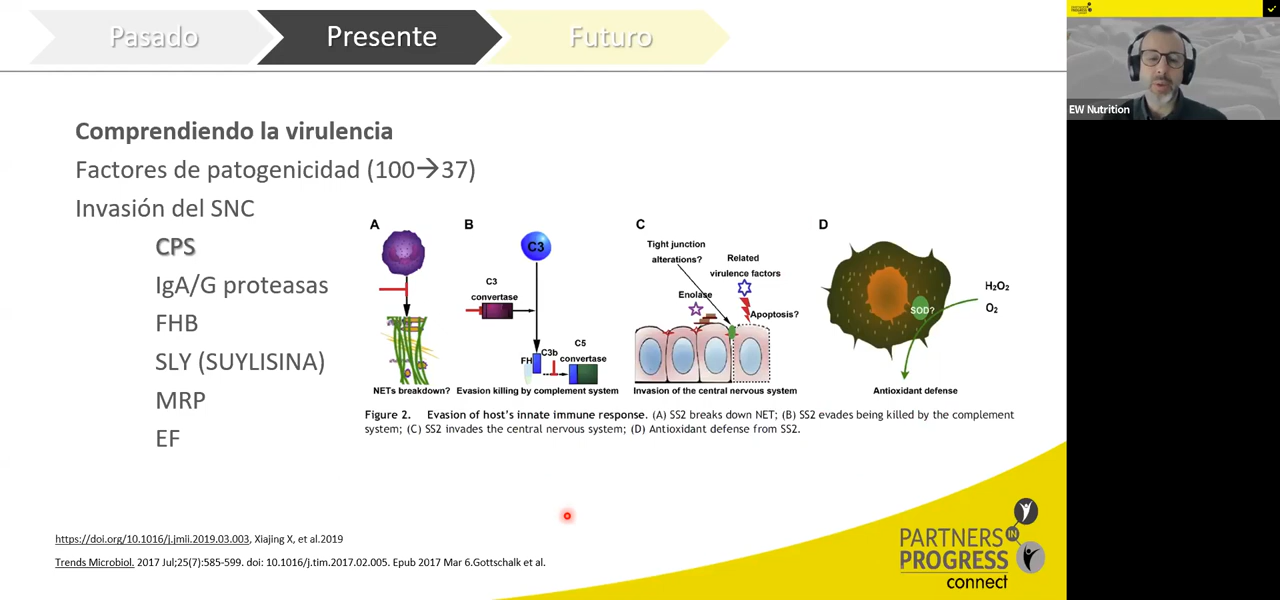 Pasado
Presente
Futuro
EW Nutrition
Comprendiendo la virulencia
Factores de patogenicidad (100→37)
Invasión del SNC
CPS
IgA/G proteasas
FHB
SLY (SUYLISINA)
MRP
EF
A
B
C
D
C3
C3
convertase
FH
C3b
C5
convertase
Tight junction
alterations?
Related
virulence factors
Enolase
Apoptosis?
SOD?
H₂O₂
O₂
NETs breakdown?
Evasion killing by complement system
Invasion of the central nervous system
Antioxidant defense
Figure 2. Evasion of host's innate immune response. (A) SS2 breaks down NET; (B) SS2 evades being killed by the complement
system; (C) SS2 invades the central nervous system; (D) Antioxidant defense from SS2.
https://doi.org/10.1016/j.jmii.2019.03.003, Xiajing X, et al.2019
Trends Microbiol. 2017 Jul;25(7):585-599. doi: 10.1016/j.tim.2017.02.005. Epub 2017 Mar 6.Gottschalk et al.
PARTNERS
IN
PROGRESS
connect